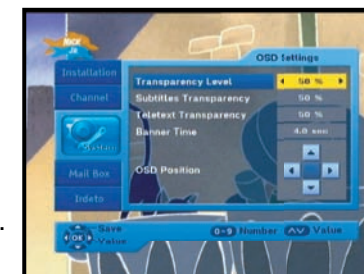 NICK JR.
OSD Settings
Installation
Channel
System
Mail Box
Irdeto
Transparency Level 50 %
Subtitles Transparency 50 %
Teletext Transparency 50 %
Banner Time 4.0 sec
OSD Position
OK Save
Value
0~9 Number Value
.